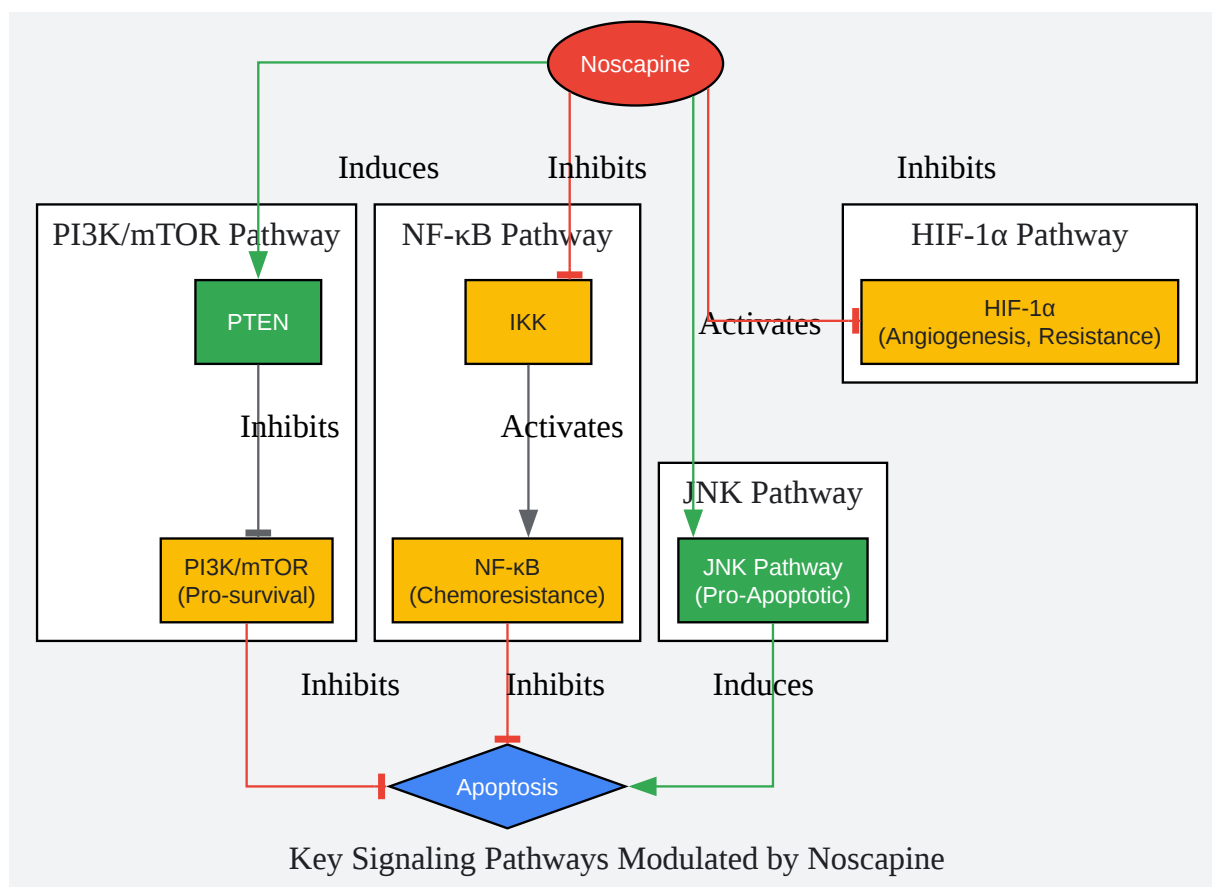 Noscapine
Induces
Inhibits
Inhibits
PI3K/mTOR Pathway
NF-κB Pathway
HIF-1α Pathway
PTEN
IKK
HIF-1α
(Angiogenesis, Resistance)
Activates
Inhibits
Activates
JNK Pathway
PI3K/mTOR
(Pro-survival)
NF-κB
(Chemoresistance)
JNK Pathway
(Pro-Apoptotic)
Inhibits
Inhibits
Induces
Apoptosis
Key Signaling Pathways Modulated by Noscapine